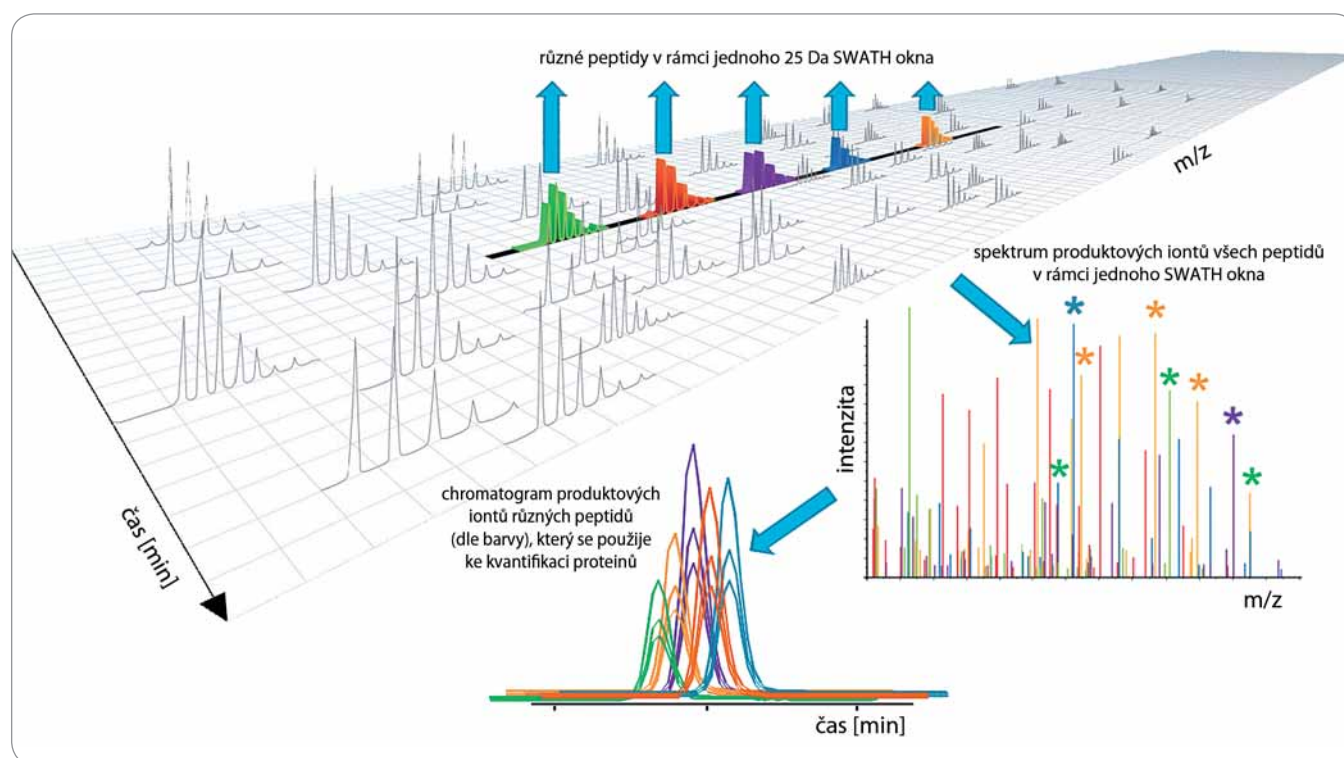 různé peptidy v rámci jednoho 25 Da SWATH okna
m/z
čas [min]
spektrum produktových iontů všech peptidů
v rámci jednoho SWATH okna
intenzita
m/z
chromatogram produktových
iontů různých peptidů
(dle barvy), který se použije
ke kvantifikaci proteinů
čas [min]